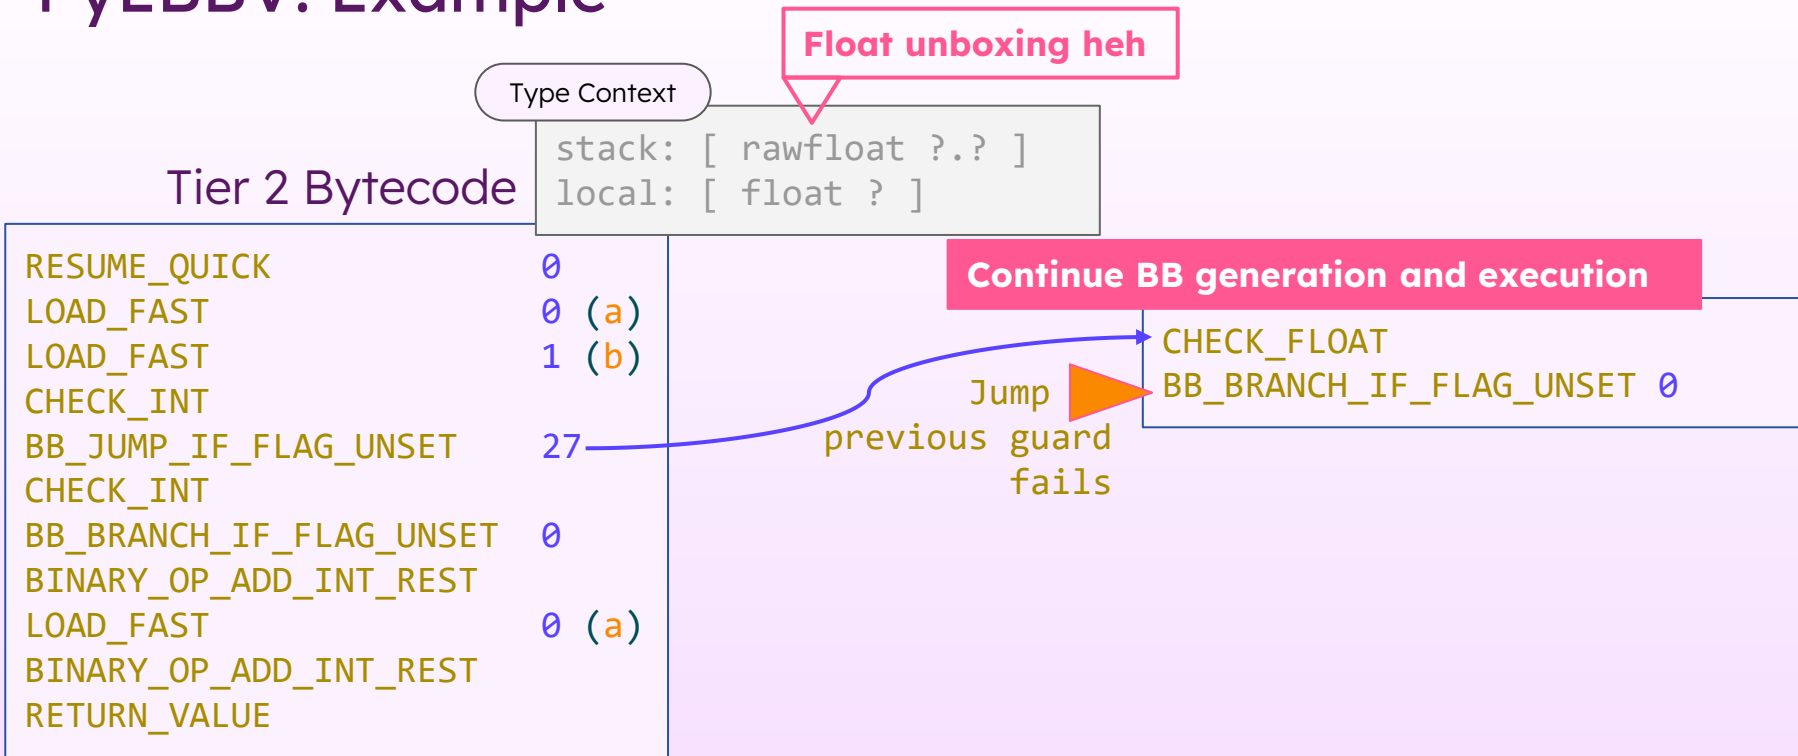 PyLBBV: Example
Float unboxing heh
Type Context
stack: [ rawfloat ?.? ]
local: [ float ? ]
Tier 2 Bytecode
RESUME_QUICK 0
LOAD_FAST 0 (a)
LOAD_FAST 1 (b)
CHECK_INT
BB_JUMP_IF_FLAG_UNSET 27
CHECK_INT
BB_BRANCH_IF_FLAG_UNSET 0
BINARY_OP_ADD_INT_REST
LOAD_FAST 0 (a)
BINARY_OP_ADD_INT_REST
RETURN_VALUE
Continue BB generation and execution
CHECK_FLOAT
BB_BRANCH_IF_FLAG_UNSET 0
Jump
previous guard
fails